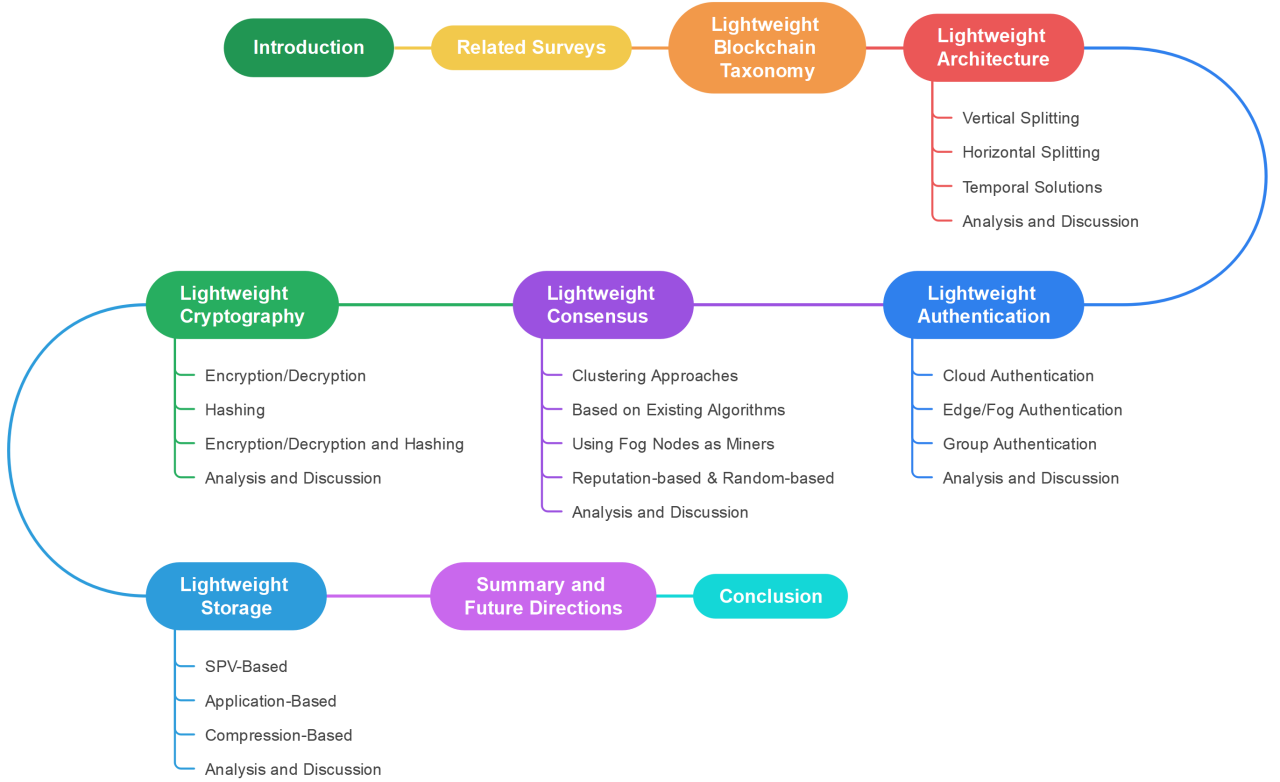 Introduction
Related Surveys
Lightweight
Blockchain
Taxonomy
Lightweight
Architecture
Vertical Splitting
Horizontal Splitting
Temporal Solutions
Analysis and Discussion
Lightweight
Authentication
Cloud Authentication
Edge/Fog Authentication
Group Authentication
Analysis and Discussion
Lightweight
Consensus
Clustering Approaches
Based on Existing Algorithms
Using Fog Nodes as Miners
Reputation-based & Random-based
Analysis and Discussion
Lightweight
Cryptography
Encryption/Decryption
Hashing
Encryption/Decryption and Hashing
Analysis and Discussion
Lightweight
Storage
SPV-Based
Application-Based
Compression-Based
Analysis and Discussion
Summary and
Future Directions
Conclusion